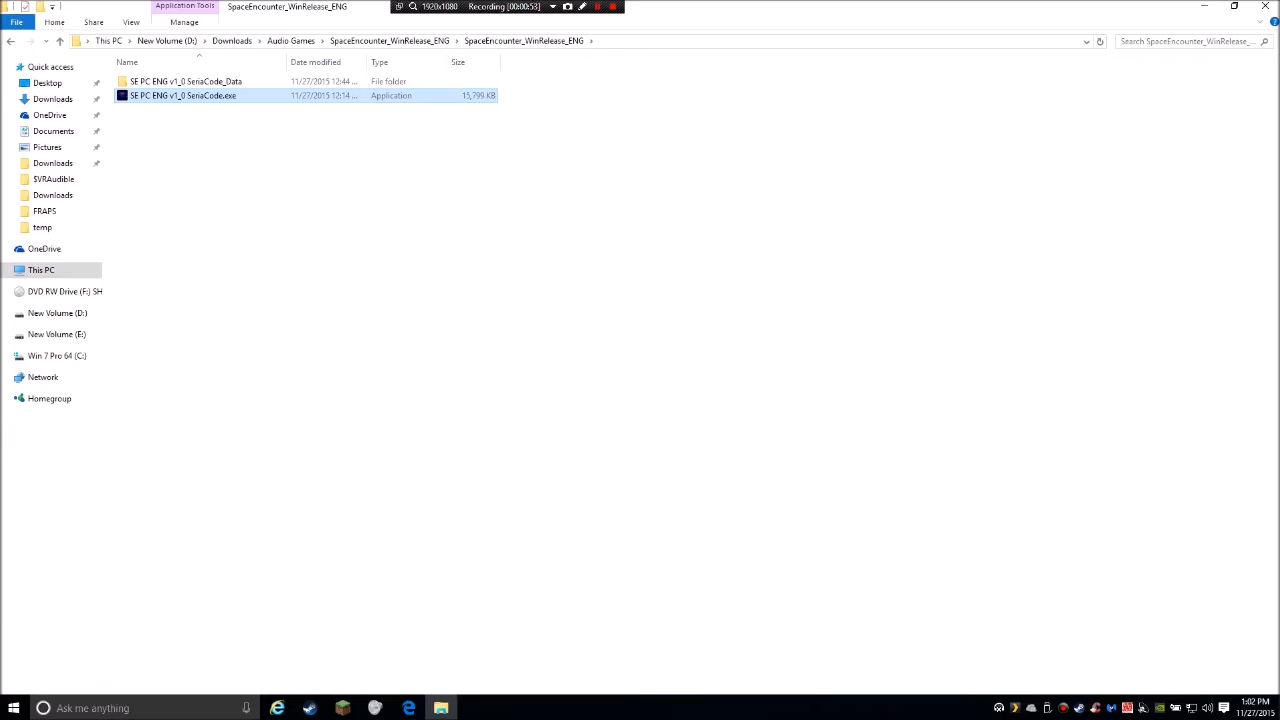 Application Tools SpaceEncounter_WinRelease_ENG 1920x1080 Recording [00:00:53]
File Home Share View Manage
This PC New Volume (D:) Downloads Audio Games SpaceEncounter_WinRelease_ENG SpaceEncounter_WinRelease_ENG Search SpaceEncounter_WinRelease_...
Name Date modified Type Size
Quick access
SE PC ENG v1_0 SeriaCode_Data 11/27/2015 12:44 ... File folder
Desktop
SE PC ENG v1_0 SeriaCode.exe 11/27/2015 12:14 ... Application 15,799 KB
Downloads
OneDrive
Documents
Pictures
Downloads
$VRAudible
Downloads
FRAPS
temp
OneDrive
This PC
DVD RW Drive (F:) SH
New Volume (D:)
New Volume (E:)
Win 7 Pro 64 (C:)
Network
Homegroup
Ask me anything
1:02 PM
11/27/2015